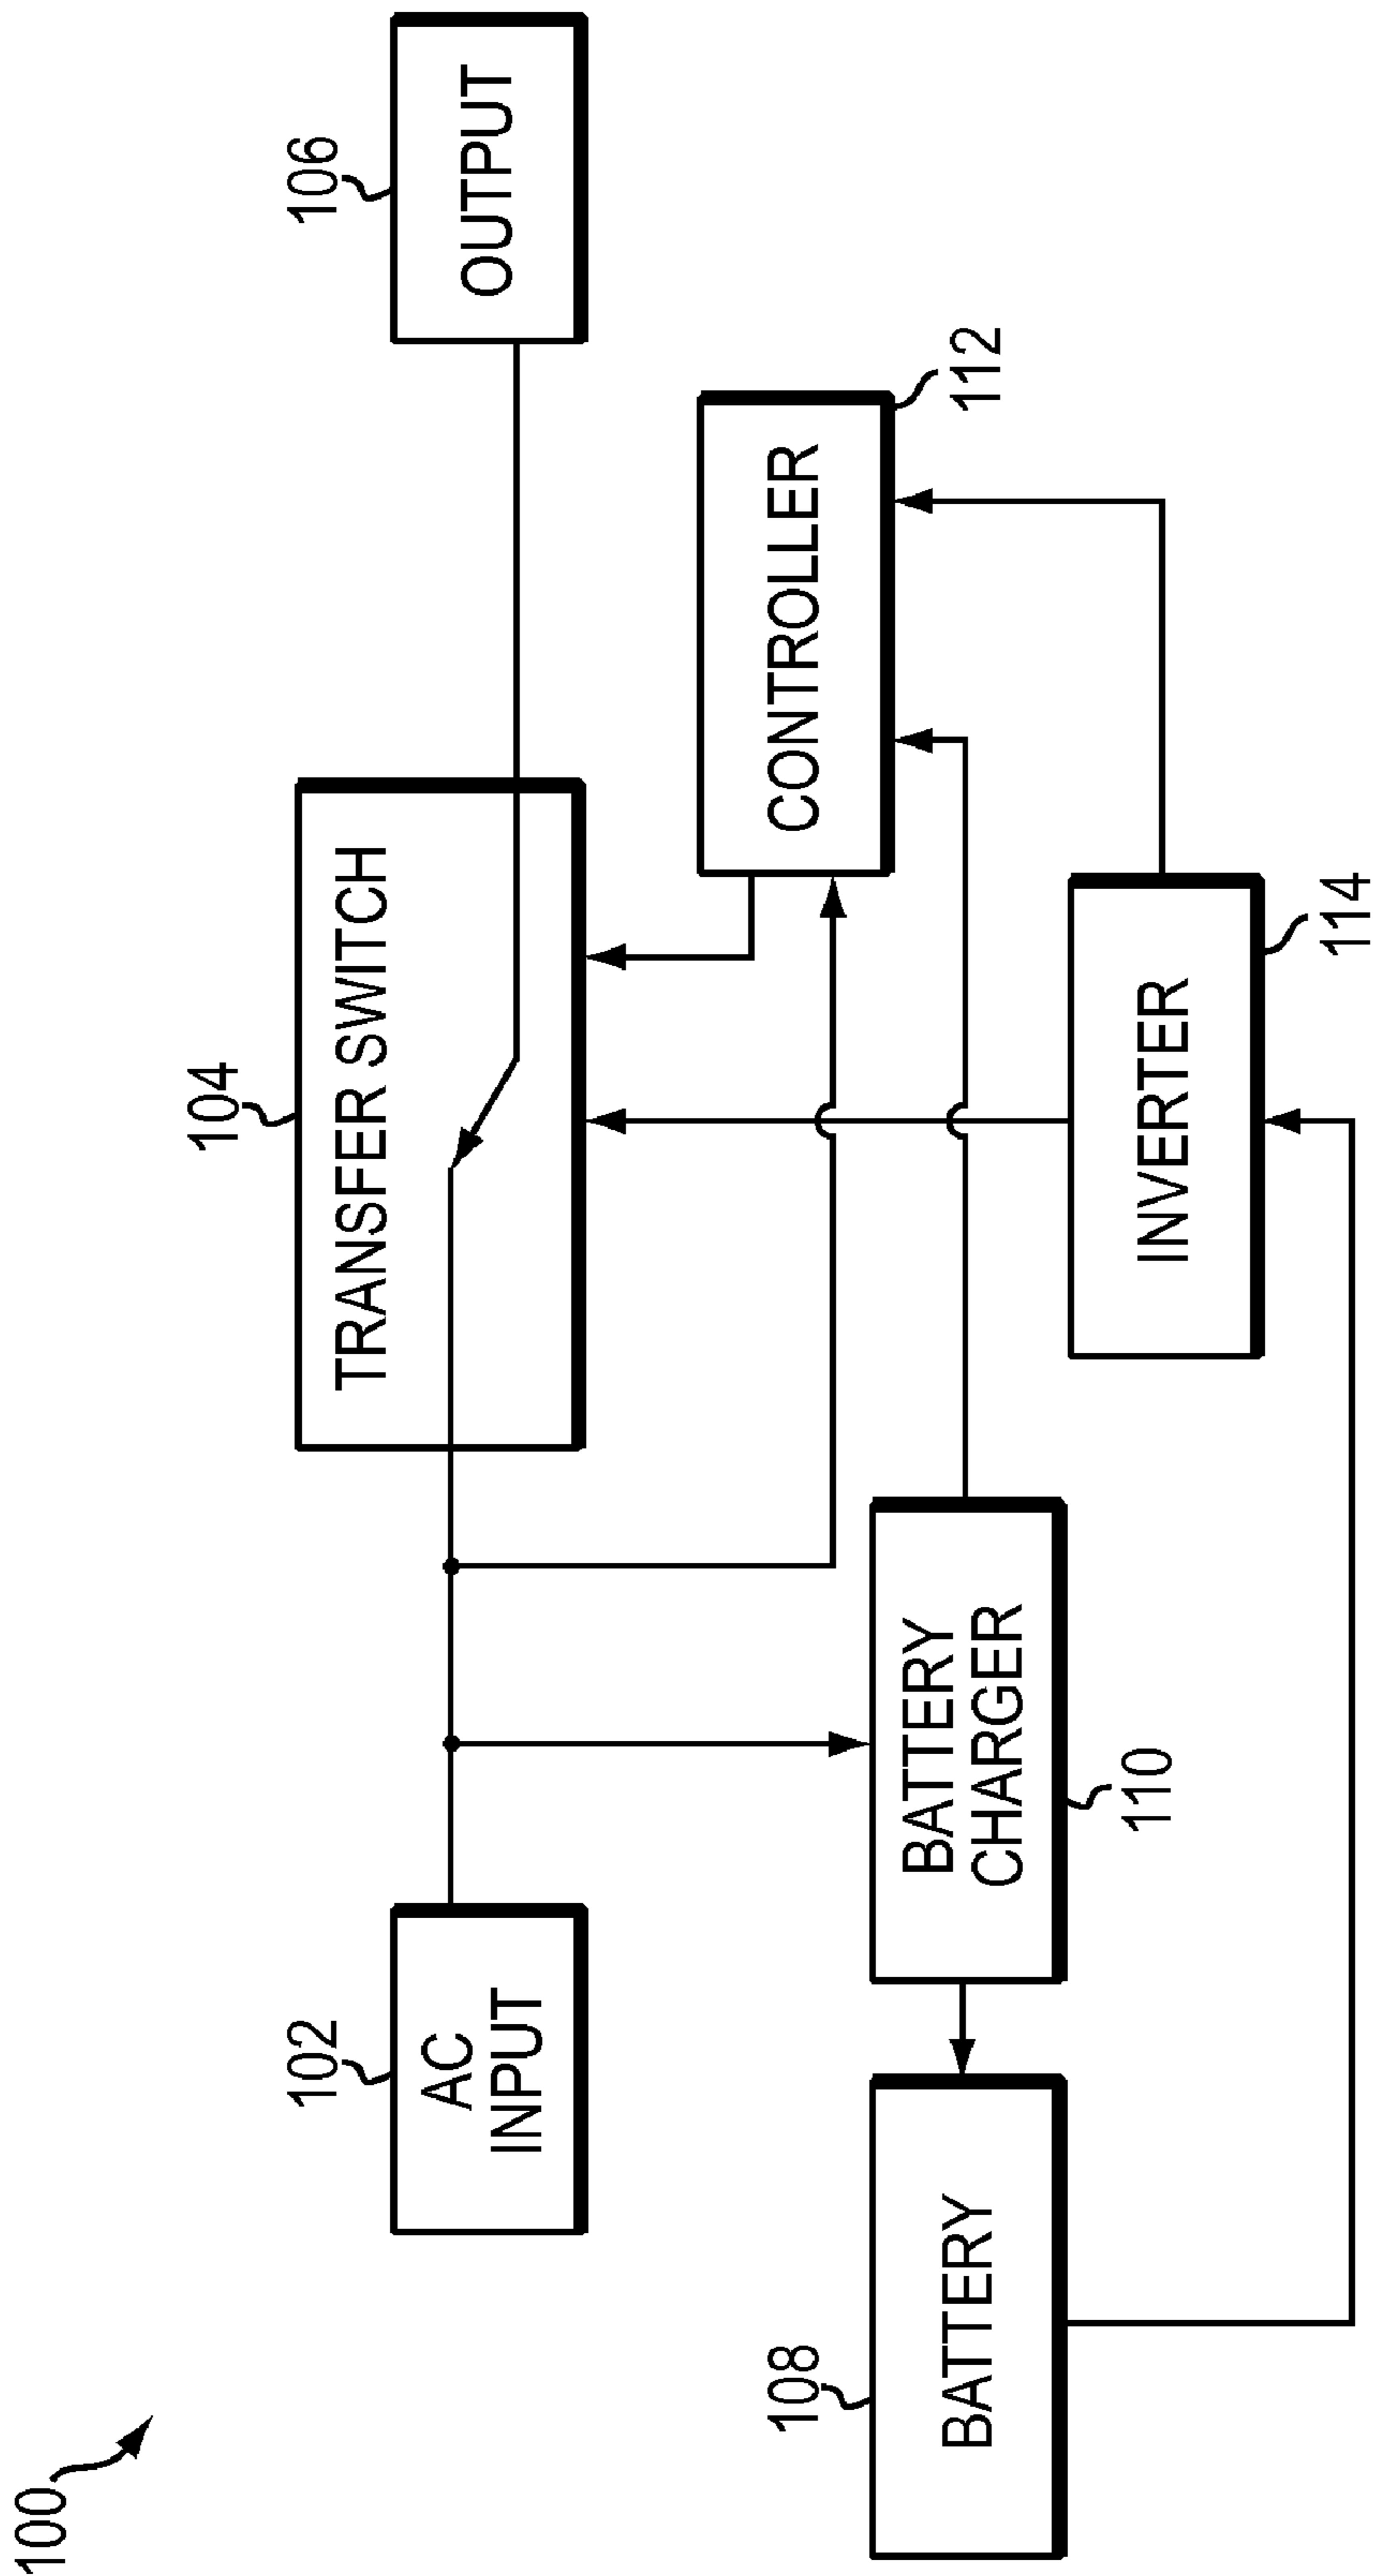 100
102
AC
INPUT
104
TRANSFER SWITCH
106
OUTPUT
108
BATTERY
BATTERY
CHARGER
110
CONTROLLER
112
INVERTER
114